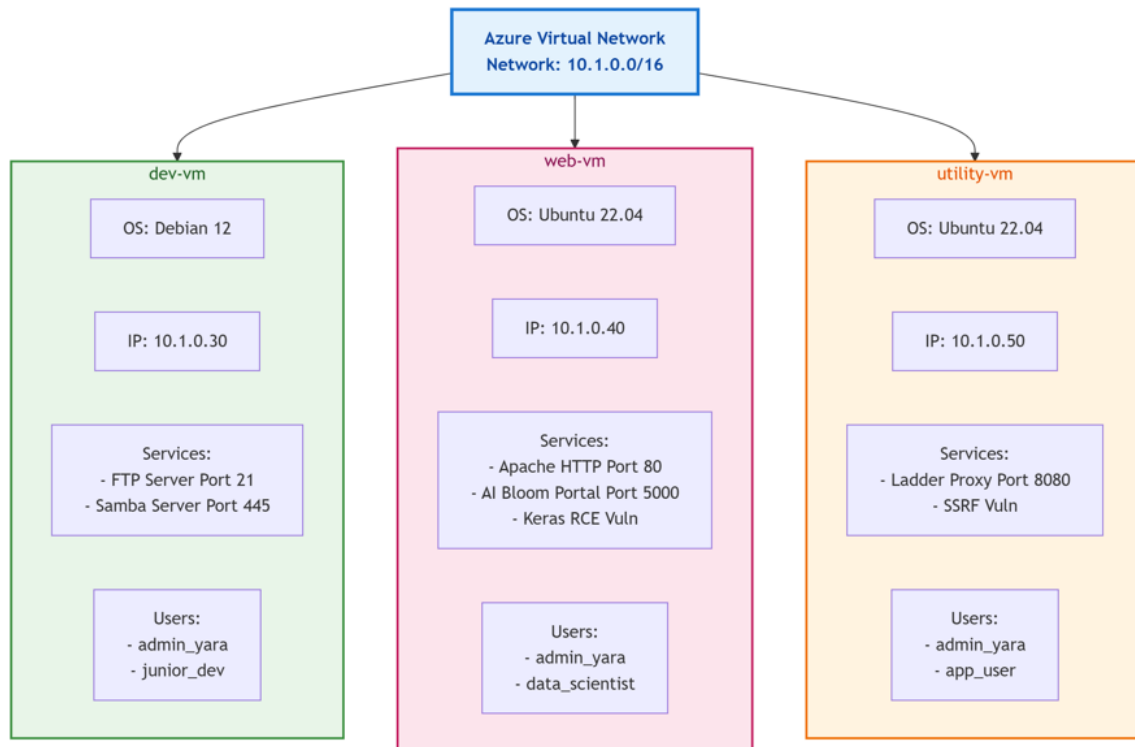 Azure Virtual Network
Network: 10.1.0.0/16
dev-vm
OS: Debian 12
IP: 10.1.0.30
Services:
- FTP Server Port 21
- Samba Server Port 445
Users:
- admin_yara
- junior_dev
web-vm
OS: Ubuntu 22.04
IP: 10.1.0.40
Services:
- Apache HTTP Port 80
- AI Bloom Portal Port 5000
- Keras RCE Vuln
Users:
- admin_yara
- data_scientist
utility-vm
OS: Ubuntu 22.04
IP: 10.1.0.50
Services:
- Ladder Proxy Port 8080
- SSRF Vuln
Users:
- admin_yara
- app_user